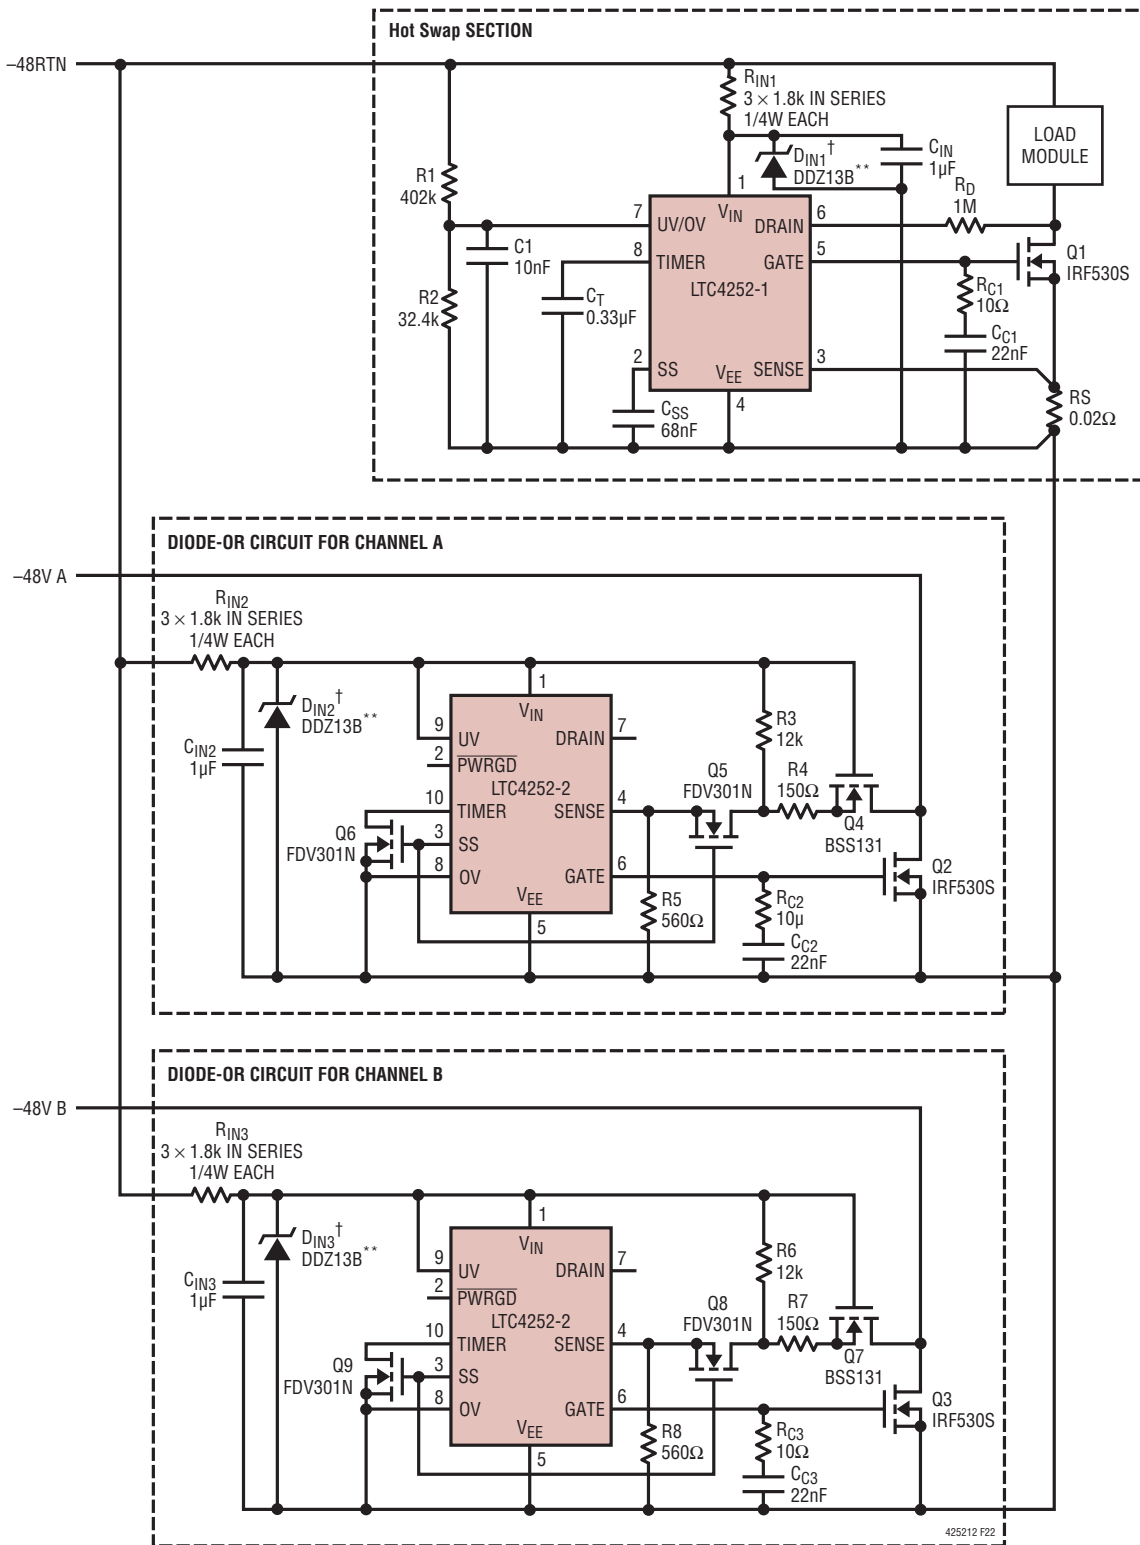 Hot Swap SECTION
–48RTN
RIN1
3 × 1.8k IN SERIES
1/4W EACH
LOAD
MODULE
DIN1†
DDZ13B**
CIN
1µF
R1
402k
RD
1M
1
7
UV/OV
VIN
DRAIN
6
C1
10nF
8
TIMER
GATE
5
Q1
IRF530S
LTC4252-1
R2
32.4k
CT
0.33µF
RC1
10Ω
CC1
22nF
2
SS
VEE
SENSE
3
4
CSS
68nF
RS
0.02Ω
DIODE-OR CIRCUIT FOR CHANNEL A
–48V A
RIN2
3 × 1.8k IN SERIES
1/4W EACH
DIN2†
DDZ13B**
CIN2
1µF
1
VIN
9
UV
DRAIN
7
2
PWRGD
LTC4252-2
10
TIMER
SENSE
4
3
SS
8
OV
GATE
6
VEE
5
Q6
FDV301N
R3
12k
Q5
FDV301N
R4
150Ω
Q4
BSS131
Q2
IRF530S
R5
560Ω
RC2
10µ
CC2
22nF
DIODE-OR CIRCUIT FOR CHANNEL B
–48V B
RIN3
3 × 1.8k IN SERIES
1/4W EACH
DIN3†
DDZ13B**
CIN3
1µF
1
VIN
9
UV
DRAIN
7
2
PWRGD
LTC4252-2
10
TIMER
SENSE
4
3
SS
8
OV
GATE
6
VEE
5
Q9
FDV301N
R6
12k
Q8
FDV301N
R7
150Ω
Q7
BSS131
Q3
IRF530S
R8
560Ω
RC3
10Ω
CC3
22nF
425212 F22